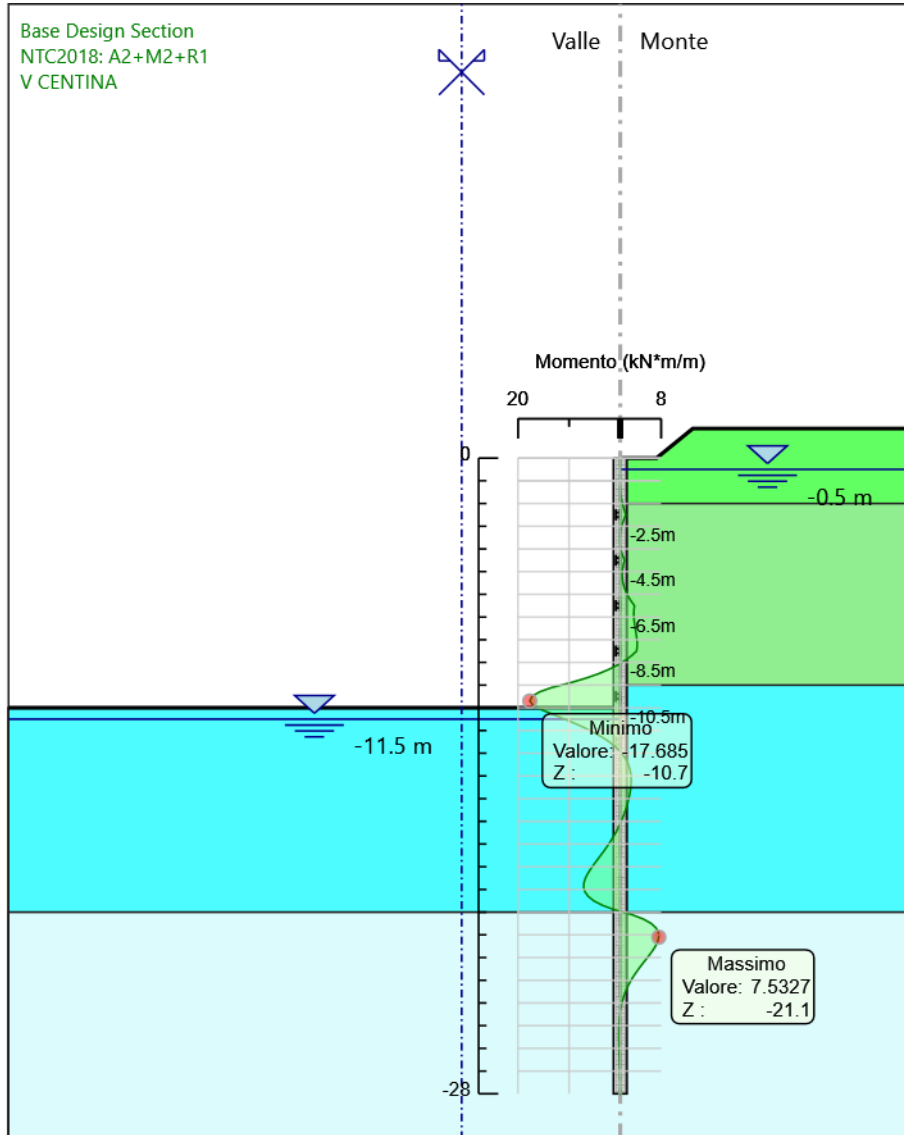 Base Design Section
NTC2018: A2+M2+R1
V CENTINA
Valle
Monte
Momento (kN*m/m)
20
8
0
-0.5 m
-2.5m
-4.5m
-6.5m
-8.5m
-10.5m
-11.5 m
Minimo
Valore: -17.685
Z : -10.7
Massimo
Valore: 7.5327
Z : -21.1
-28